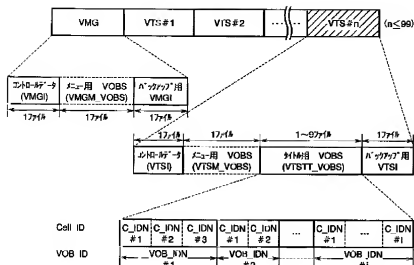 VMG VTS#1 VTS#2 ...... VTS#n (n≤99)
コントロールデータ メニュー用 VOBS バックアップ用
(VMGI) (VMGM_VOBS) VMGI
1ファイル 1ファイル 1ファイル
1ファイル 1ファイル 1~9ファイル 1ファイル
コントロールデータ メニュー用 VOBS タイトル用 VOBS バックアップ用
(VTSI) (VTSM_VOBS) (VTSTT_VOBS) VTSI
Cell ID C_IDN C_IDN C_IDN C_IDN C_IDN ... C_IDN C_IDN
#1 #2 #3 #1 #2 #1 #i
VOB ID VOB_IDN VOB_IDN ... VOB_IDN